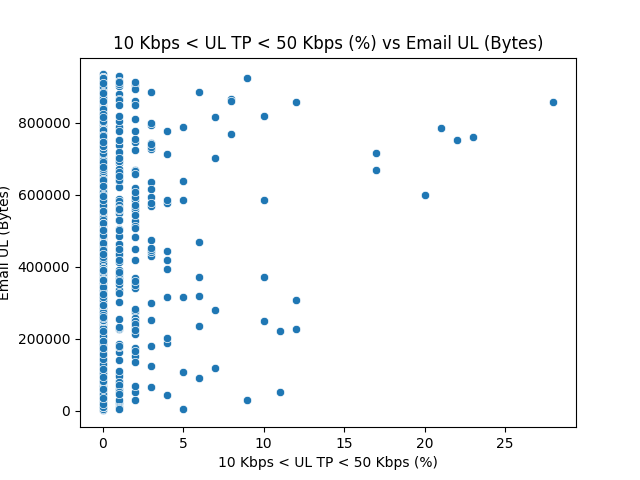 10 Kbps < UL TP < 50 Kbps (%) vs Email UL (Bytes)
800000
600000
400000
200000
0
Email UL (Bytes)
0 5 10 15 20 25
10 Kbps < UL TP < 50 Kbps (%)